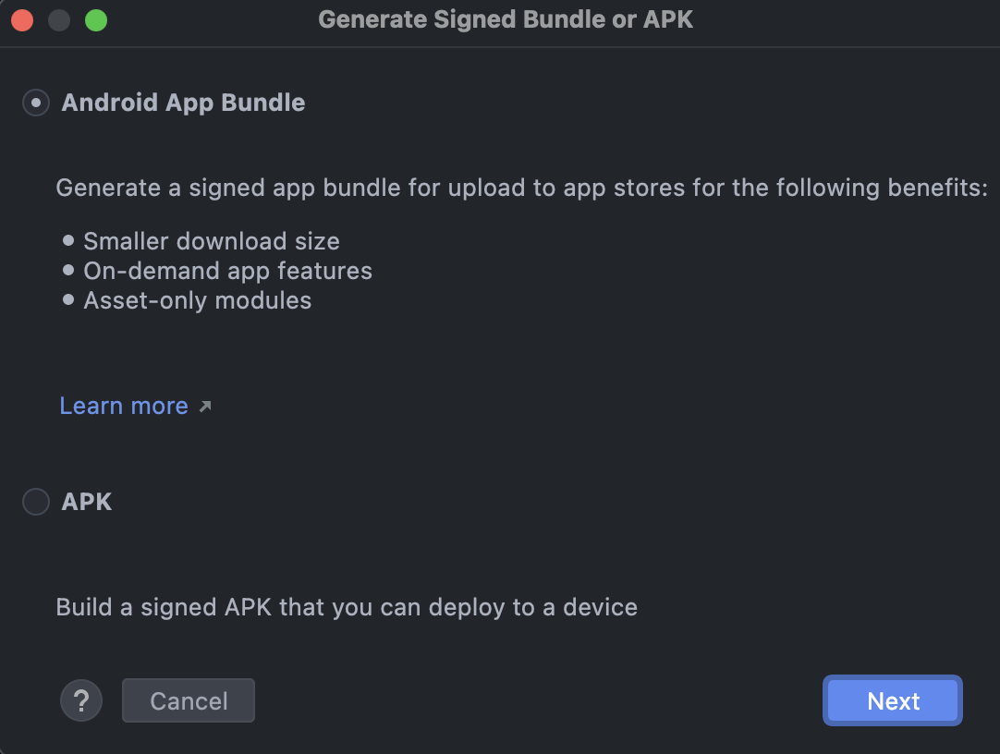 Generate Signed Bundle or APK
Android App Bundle
Generate a signed app bundle for upload to app stores for the following benefits:
• Smaller download size
• On-demand app features
• Asset-only modules
Learn more ↗
APK
Build a signed APK that you can deploy to a device
? Cancel Next